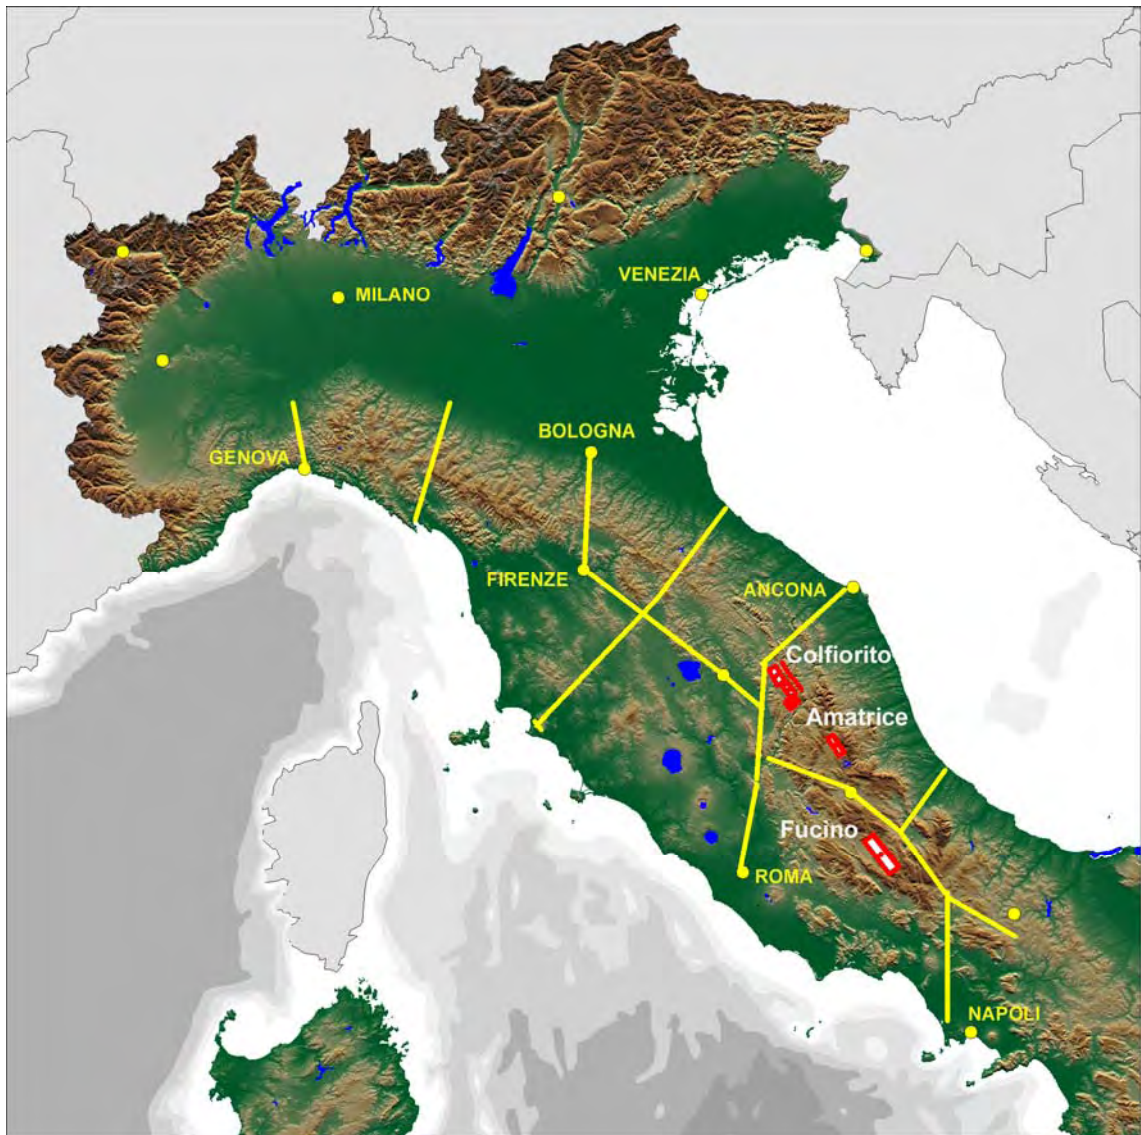 VENEZIA
MILANO
BOLOGNA
GENOVA
FIRENZE
ANCONA
Colfiorito
Amatrice
Fucino
ROMA
NAPOLI